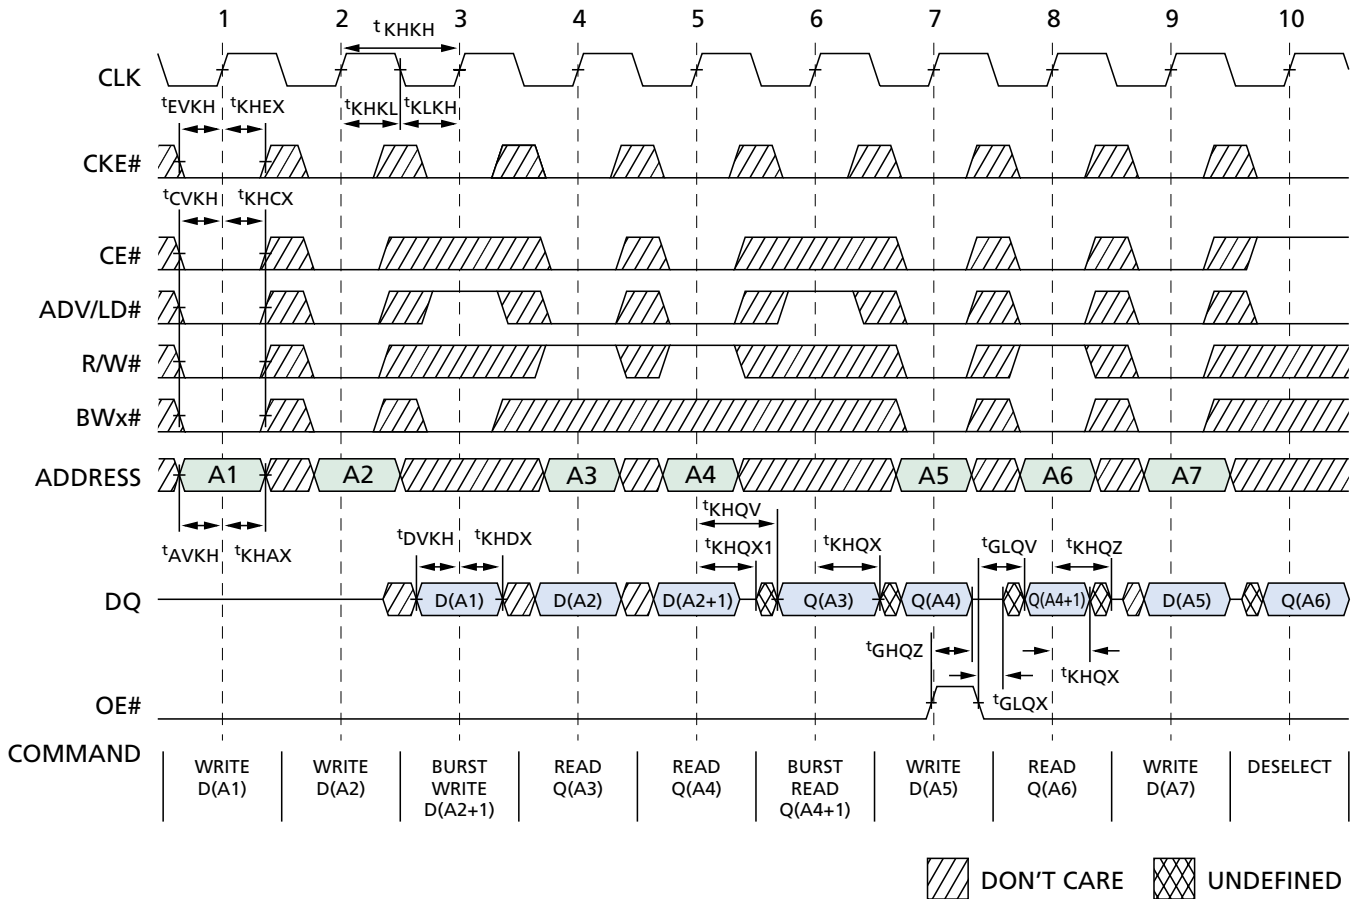 1 2 3 4 5 6 7 8 9 10
tKHKH
CLK
tEVKH tKHEX tKHKL tKLKH
CKE#
tCVKH tKHCX
CE#
ADV/LD#
R/W#
BWx#
ADDRESS A1 A2 A3 A4 A5 A6 A7
tKHQV
tAVKH tKHAX tDVKH tKHDX tKHQX1 tKHQX tGLQV tKHQZ
DQ D(A1) D(A2) D(A2+1) Q(A3) Q(A4) Q(A4+1) D(A5) Q(A6)
tGHQZ tKHQX
tGLQX
OE#
COMMAND
WRITE D(A1)
WRITE D(A2)
BURST WRITE D(A2+1)
READ Q(A3)
READ Q(A4)
BURST READ Q(A4+1)
WRITE D(A5)
READ Q(A6)
WRITE D(A7)
DESELECT
DON'T CARE UNDEFINED